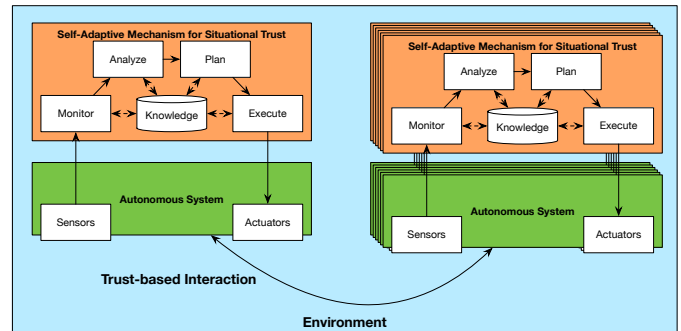 Self-Adaptive Mechanism for Situational Trust
Analyze
Plan
Monitor
Knowledge
Execute
Autonomous System
Sensors
Actuators
Self-Adaptive Mechanism for Situational Trust
Analyze
Plan
Monitor
Knowledge
Execute
Autonomous System
Sensors
Actuators
Trust-based Interaction
Environment